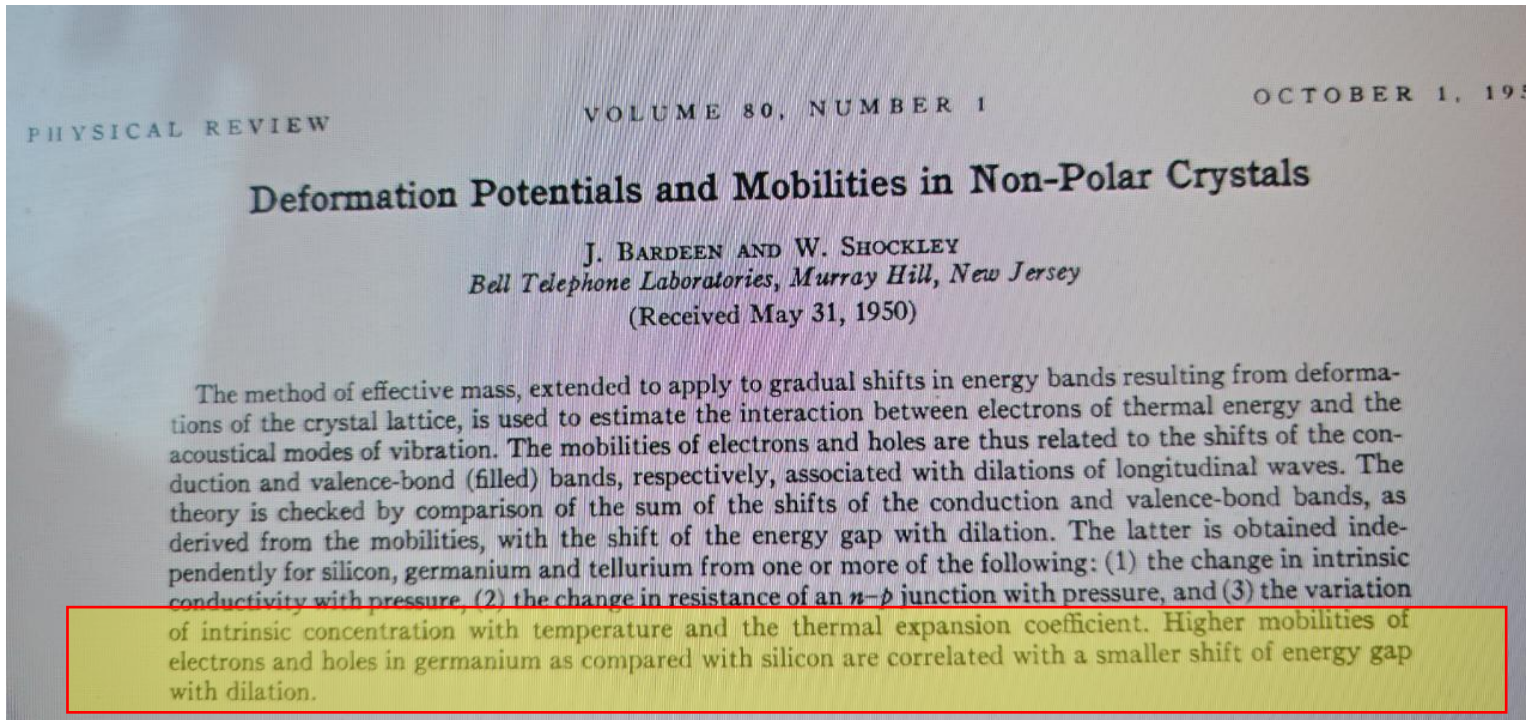 PHYSICAL REVIEW VOLUME 80, NUMBER 1 OCTOBER 1, 195
Deformation Potentials and Mobilities in Non-Polar Crystals
J. BARDEEN AND W. SHOCKLEY
Bell Telephone Laboratories, Murray Hill, New Jersey
(Received May 31, 1950)
The method of effective mass, extended to apply to gradual shifts in energy bands resulting from deforma-
tions of the crystal lattice, is used to estimate the interaction between electrons of thermal energy and the
acoustical modes of vibration. The mobilities of electrons and holes are thus related to the shifts of the con-
duction and valence-bond (filled) bands, respectively, associated with dilations of longitudinal waves. The
theory is checked by comparison of the sum of the shifts of the conduction and valence-bond bands, as
derived from the mobilities, with the shift of the energy gap with dilation. The latter is obtained inde-
pendently for silicon, germanium and tellurium from one or more of the following: (1) the change in intrinsic
conductivity with pressure, (2) the change in resistance of an n-p junction with pressure, and (3) the variation
of intrinsic concentration with temperature and the thermal expansion coefficient. Higher mobilities of
electrons and holes in germanium as compared with silicon are correlated with a smaller shift of energy gap
with dilation.